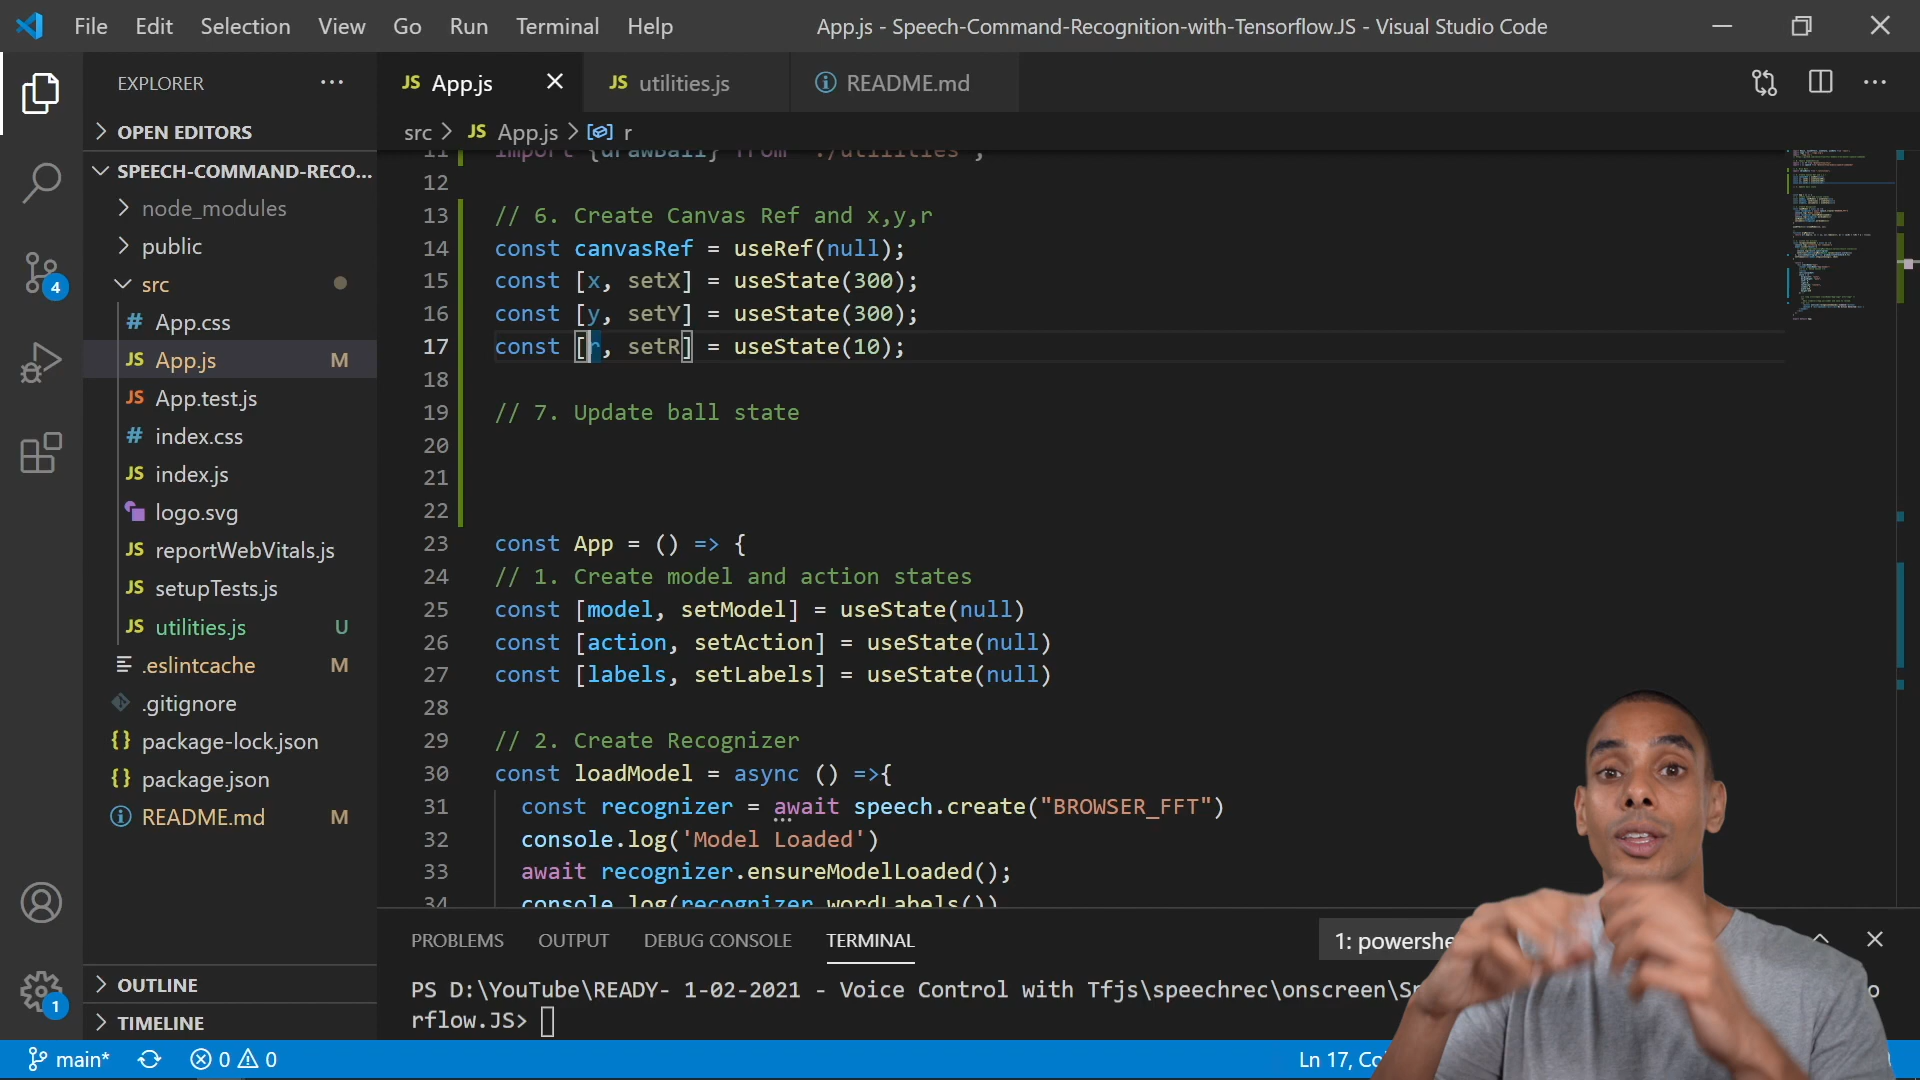 File Edit Selection View Go Run Terminal Help App.js - Speech-Command-Recognition-with-Tensorflow.JS - Visual Studio Code
EXPLORER
OPEN EDITORS
SPEECH-COMMAND-RECO...
node_modules
public
src
# App.css
JS App.js M
JS App.test.js
# index.css
JS index.js
logo.svg
JS reportWebVitals.js
JS setupTests.js
JS utilities.js U
.eslintcache M
.gitignore
{} package-lock.json
{} package.json
README.md M
OUTLINE
TIMELINE
4
1
JS App.js JS utilities.js README.md
src > JS App.js > r
11 import {drawBall} from './utilities';
12
13 // 6. Create Canvas Ref and x,y,r
14 const canvasRef = useRef(null);
15 const [x, setX] = useState(300);
16 const [y, setY] = useState(300);
17 const [r, setR] = useState(10);
18
19 // 7. Update ball state
20
21
22
23 const App = () => {
24 // 1. Create model and action states
25 const [model, setModel] = useState(null)
26 const [action, setAction] = useState(null)
27 const [labels, setLabels] = useState(null)
28
29 // 2. Create Recognizer
30 const loadModel = async () =>{
31 const recognizer = await speech.create("BROWSER_FFT")
32 console.log('Model Loaded')
33 await recognizer.ensureModelLoaded();
34 console.log(recognizer.wordLabels())
PROBLEMS OUTPUT DEBUG CONSOLE TERMINAL 1: powershe
PS D:\YouTube\READY- 1-02-2021 - Voice Control with Tfjs\speechrec\onscreen\Sp
rflow.JS>
main* 0 0 Ln 17, Co